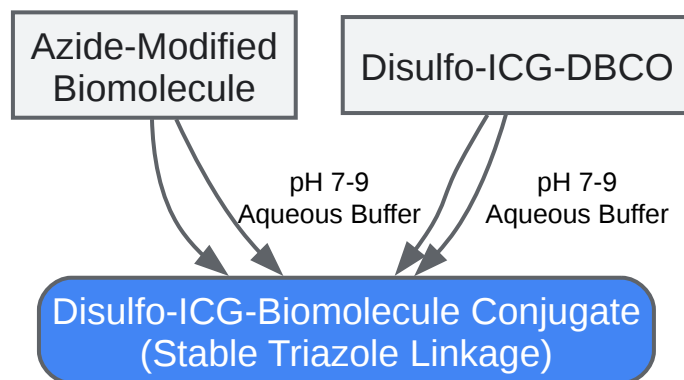 Azide-Modified
Biomolecule
Disulfo-ICG-DBCO
pH 7-9
Aqueous Buffer
pH 7-9
Aqueous Buffer
Disulfo-ICG-Biomolecule Conjugate
(Stable Triazole Linkage)